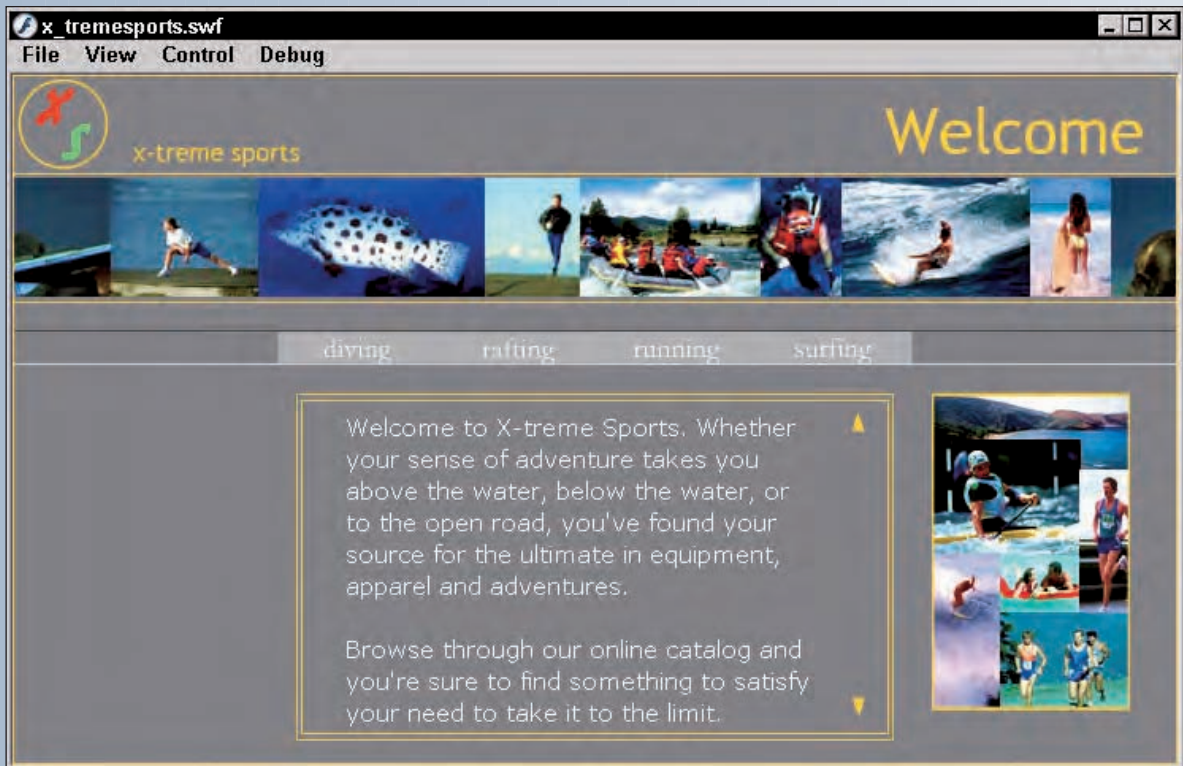 x_tremesports.swf
File View Control Debug
X
S
x-treme sports
Welcome
diving rafting running surfing
Welcome to X-treme Sports. Whether
your sense of adventure takes you
above the water, below the water, or
to the open road, you've found your
source for the ultimate in equipment,
apparel and adventures.
Browse through our online catalog and
you're sure to find something to satisfy
your need to take it to the limit.